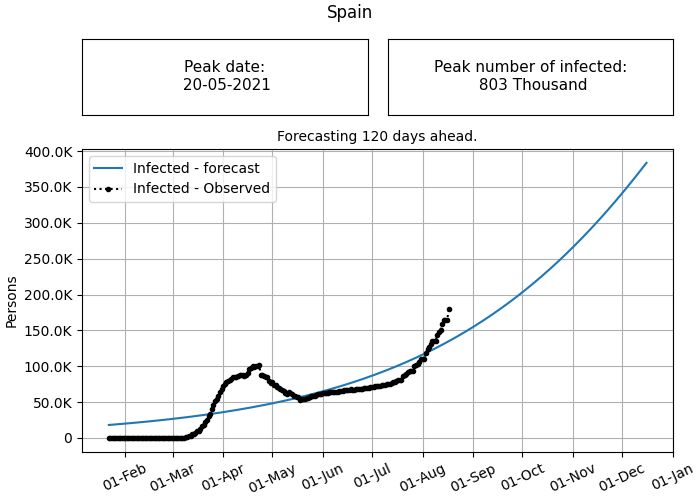 Spain
Peak date:
20-05-2021
Peak number of infected:
803 Thousand
Forecasting 120 days ahead.
400.0K
350.0K
300.0K
250.0K
200.0K
150.0K
100.0K
50.0K
0
Persons
Infected - forecast
Infected - Observed
01-Feb
01-Mar
01-Apr
01-May
01-Jun
01-Jul
01-Aug
01-Sep
01-Oct
01-Nov
01-Dec
01-Jan